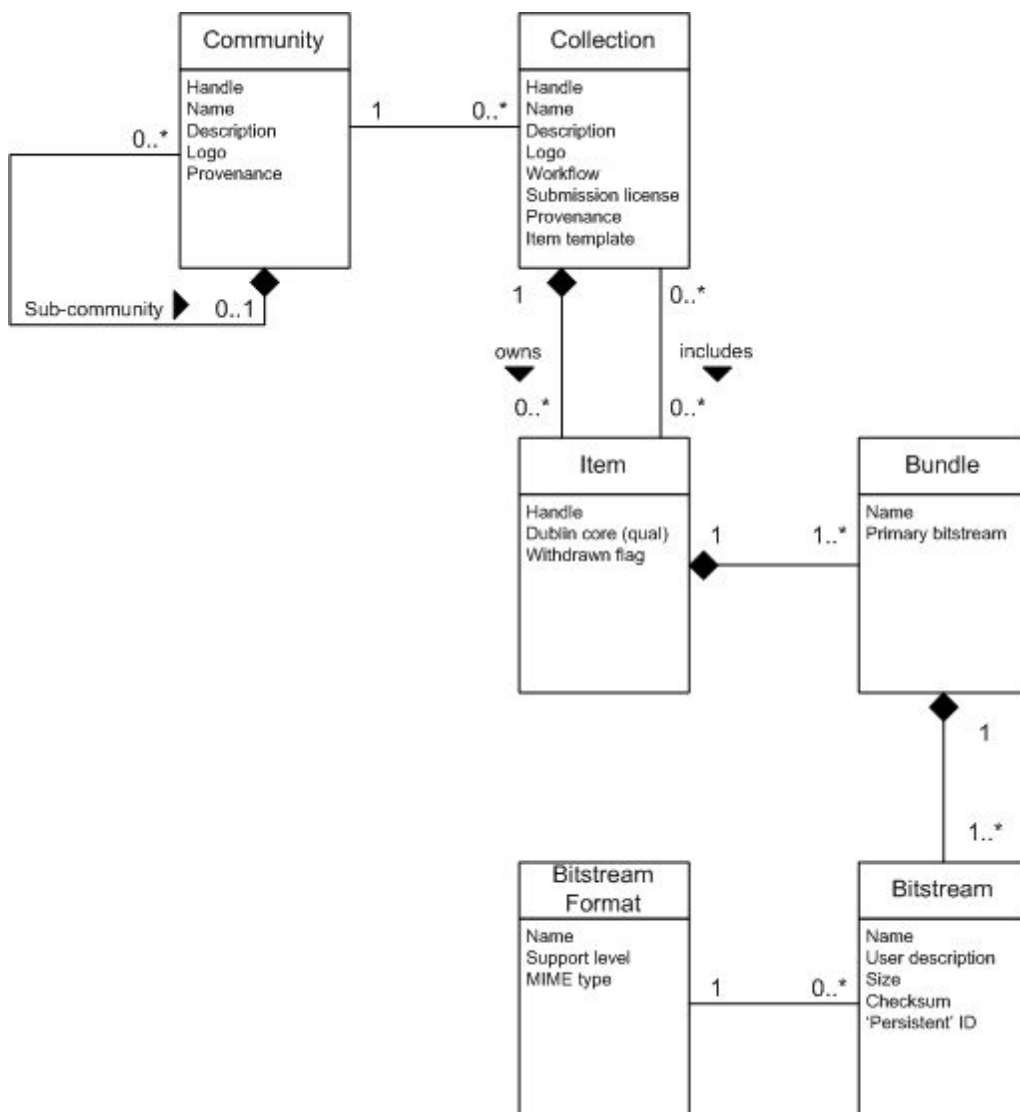 Community
Handle
Name
Description
Logo
Provenance
Collection
Handle
Name
Description
Logo
Workflow
Submission license
Provenance
Item template
1
0..*
0..*
Sub-community
0..1
1
0..*
owns
includes
0..*
0..*
Item
Handle
Dublin core (qual)
Withdrawn flag
Bundle
Name
Primary bitstream
1
1..*
1
1..*
Bitstream
Format
Name
Support level
MIME type
Bitstream
Name
User description
Size
Checksum
‘Persistent’ ID
1
0..*